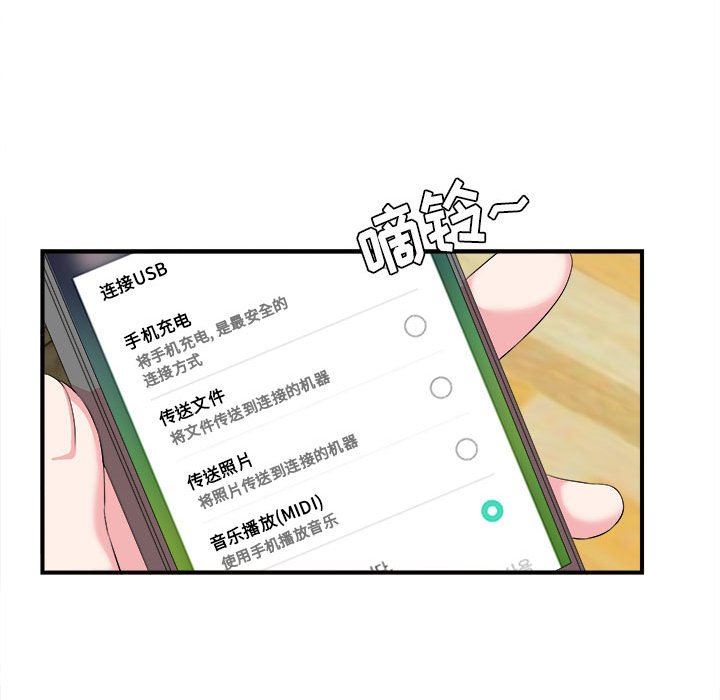 嘀铃~
连接USB
手机充电
将手机充电, 是最安全的
连接方式
传送文件
将文件传送到连接的机器
传送照片
将照片传送到连接的机器
音乐播放(MIDI)
使用手机播放音乐